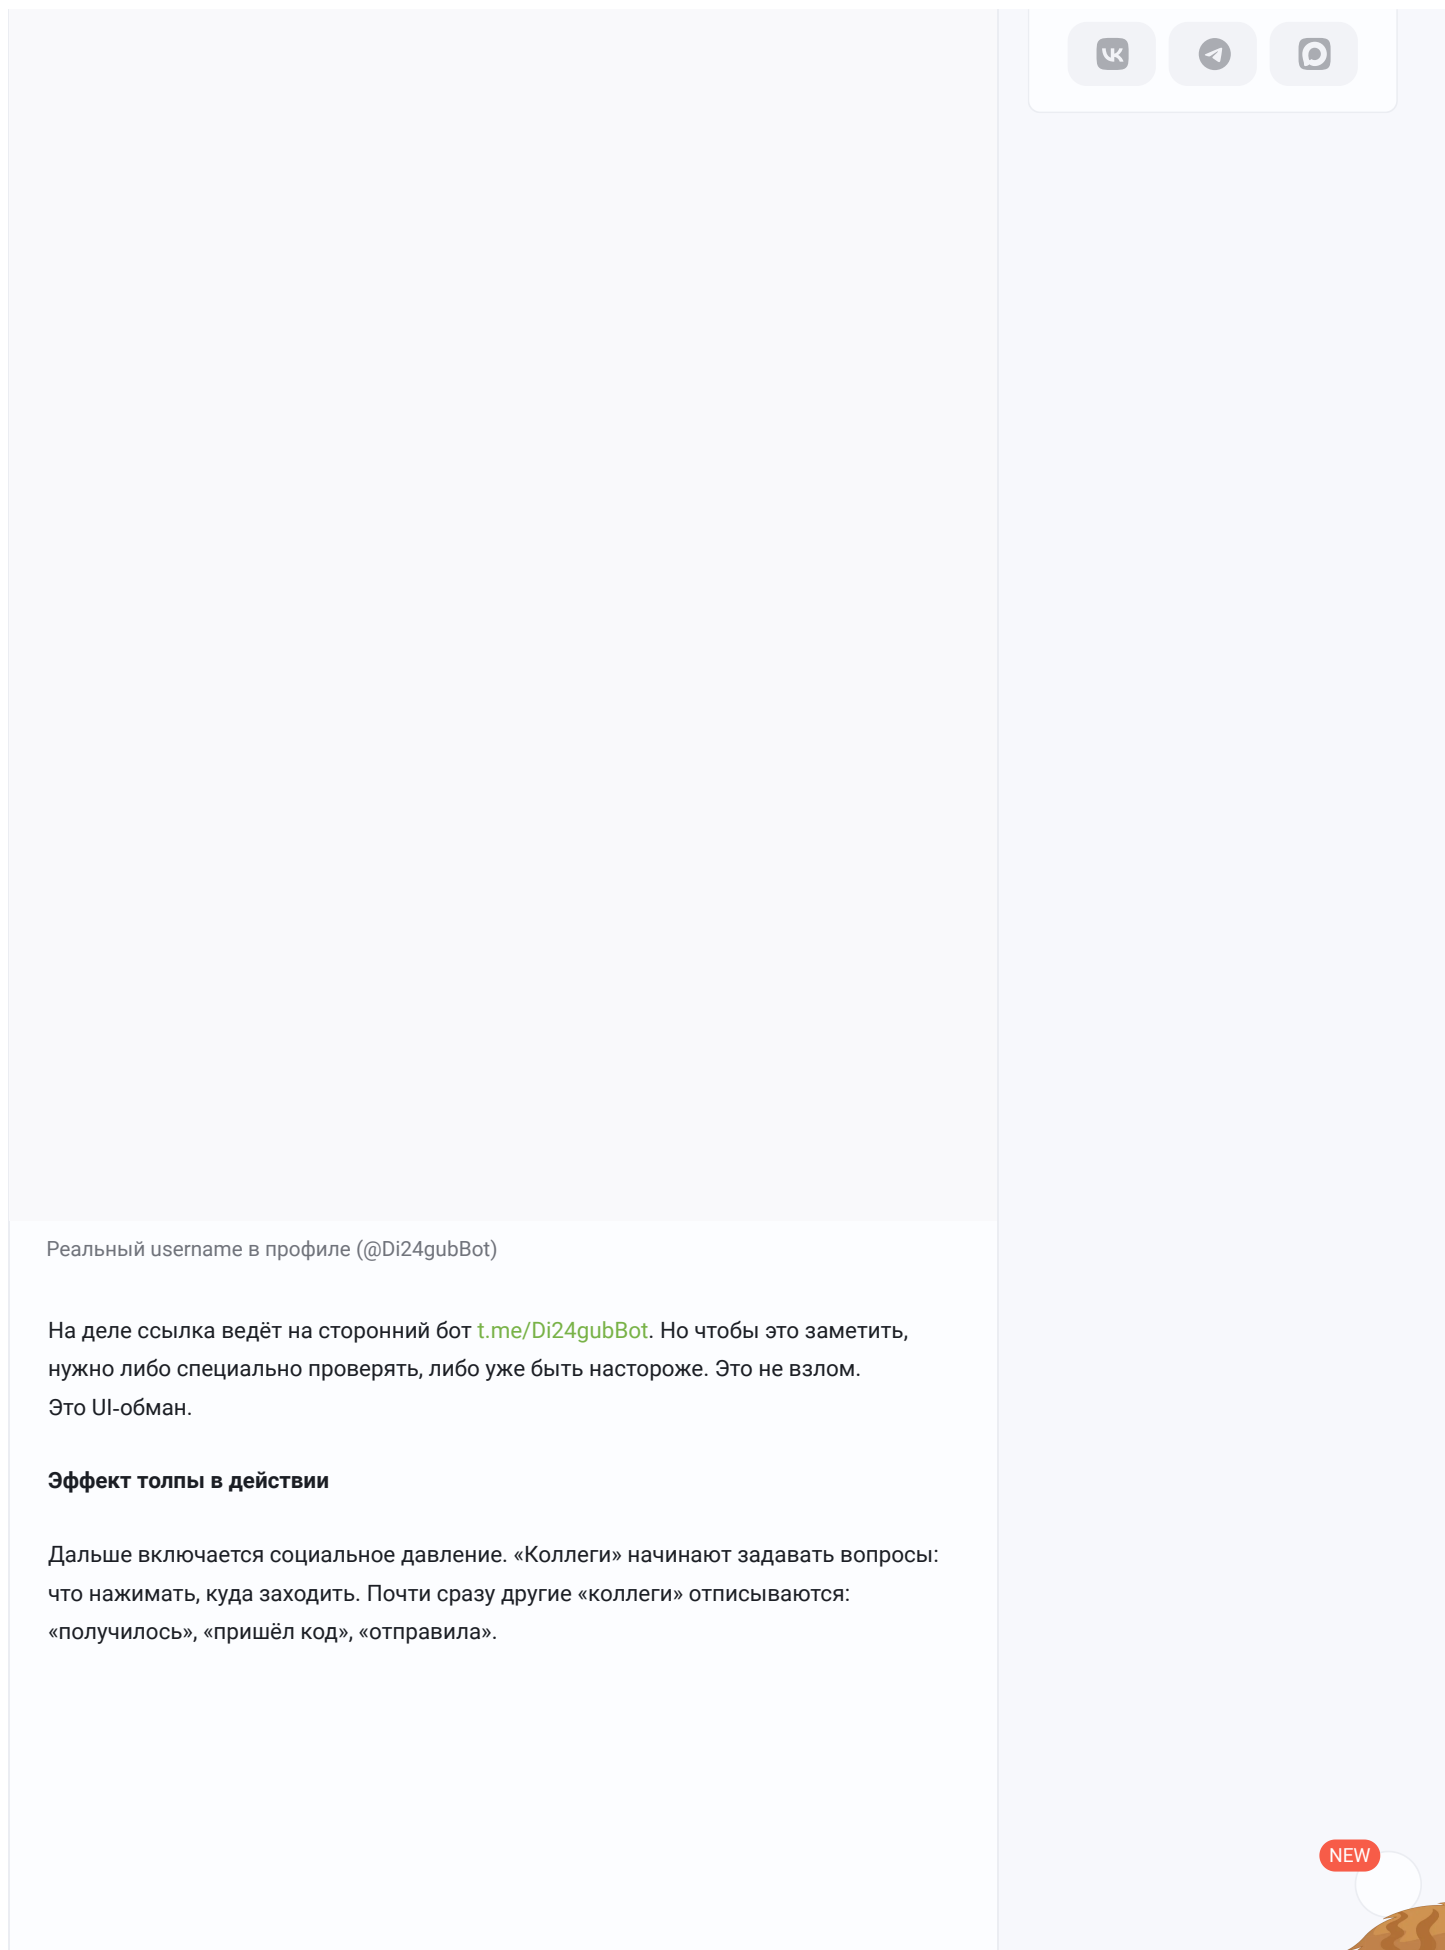 Реальный username в профиле (@Di24gubBot)
На деле ссылка ведёт на сторонний бот t.me/Di24gubBot. Но чтобы это заметить,
нужно либо специально проверять, либо уже быть настороже. Это не взлом.
Это UI-обман.
Эффект толпы в действии
Дальше включается социальное давление. «Коллеги» начинают задавать вопросы:
что нажимать, куда заходить. Почти сразу другие «коллеги» отписываются:
«получилось», «пришёл код», «отправила».
NEW